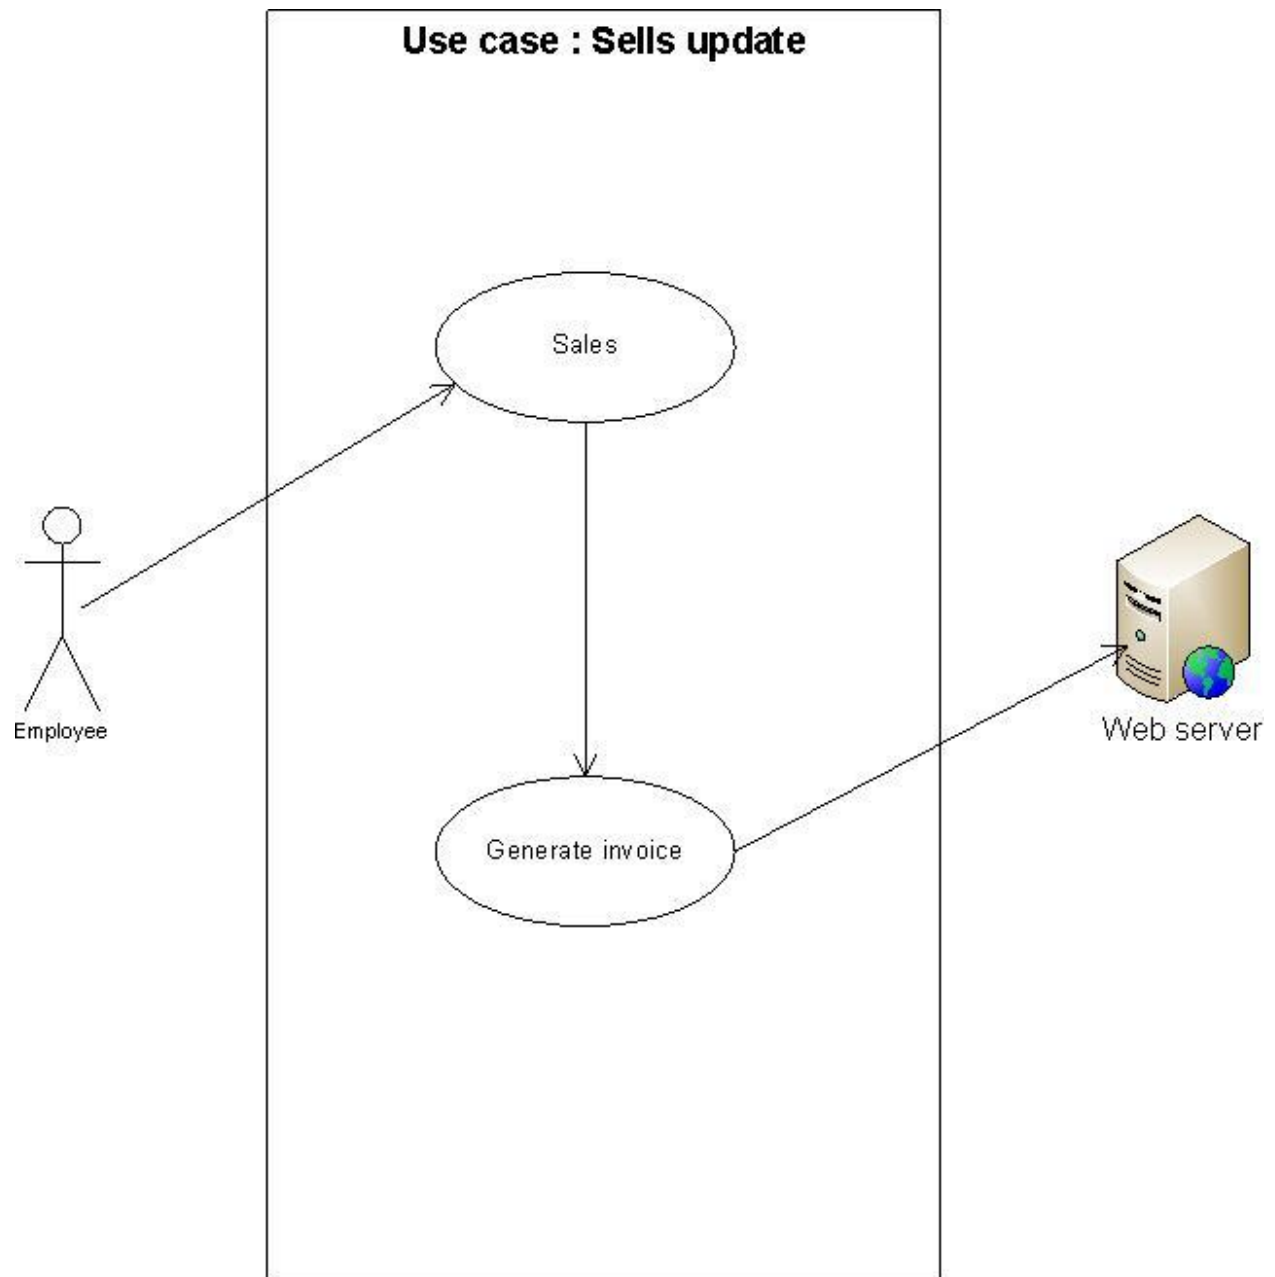 Use case : Sells update
Sales
Employee
Web server
Generate invoice